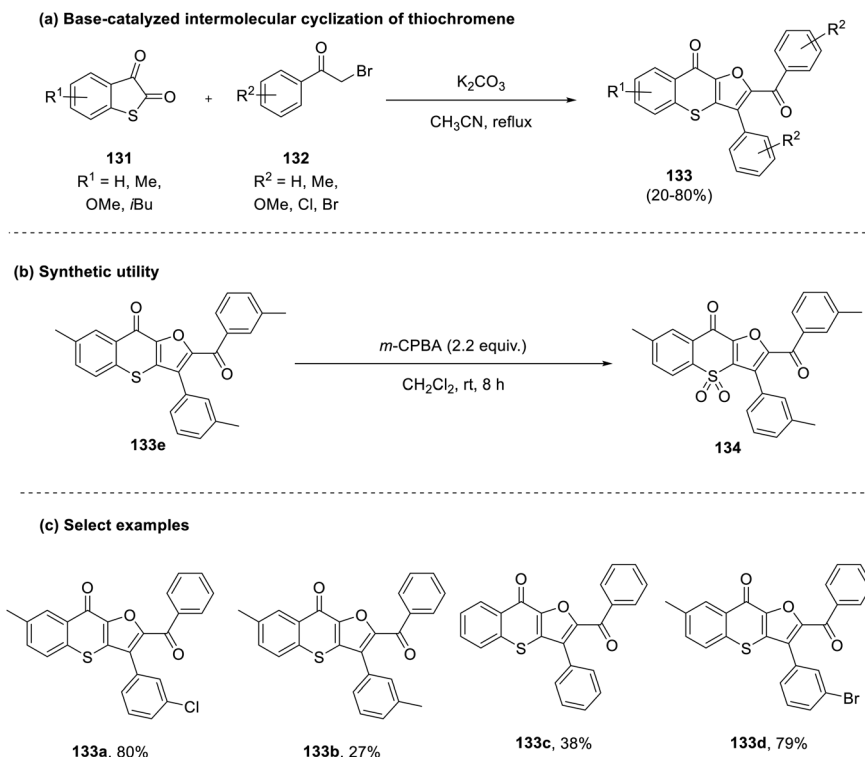 (a) Base-catalyzed intermolecular cyclization of thiochromene
R¹
O
O
S
+
R²
O
Br
K₂CO₃
CH₃CN, reflux
R¹
O
O
S
O
R²
R²
131
R¹ = H, Me,
OMe, iBu
132
R² = H, Me,
OMe, Cl, Br
133
(20-80%)
(b) Synthetic utility
O
O
S
O
133e
m-CPBA (2.2 equiv.)
CH₂Cl₂, rt, 8 h
O
O
S
O
O
O
134
(c) Select examples
O
O
S
O
Cl
133a, 80%
O
O
S
O
133b, 27%
O
O
S
O
133c, 38%
O
O
S
O
Br
133d, 79%